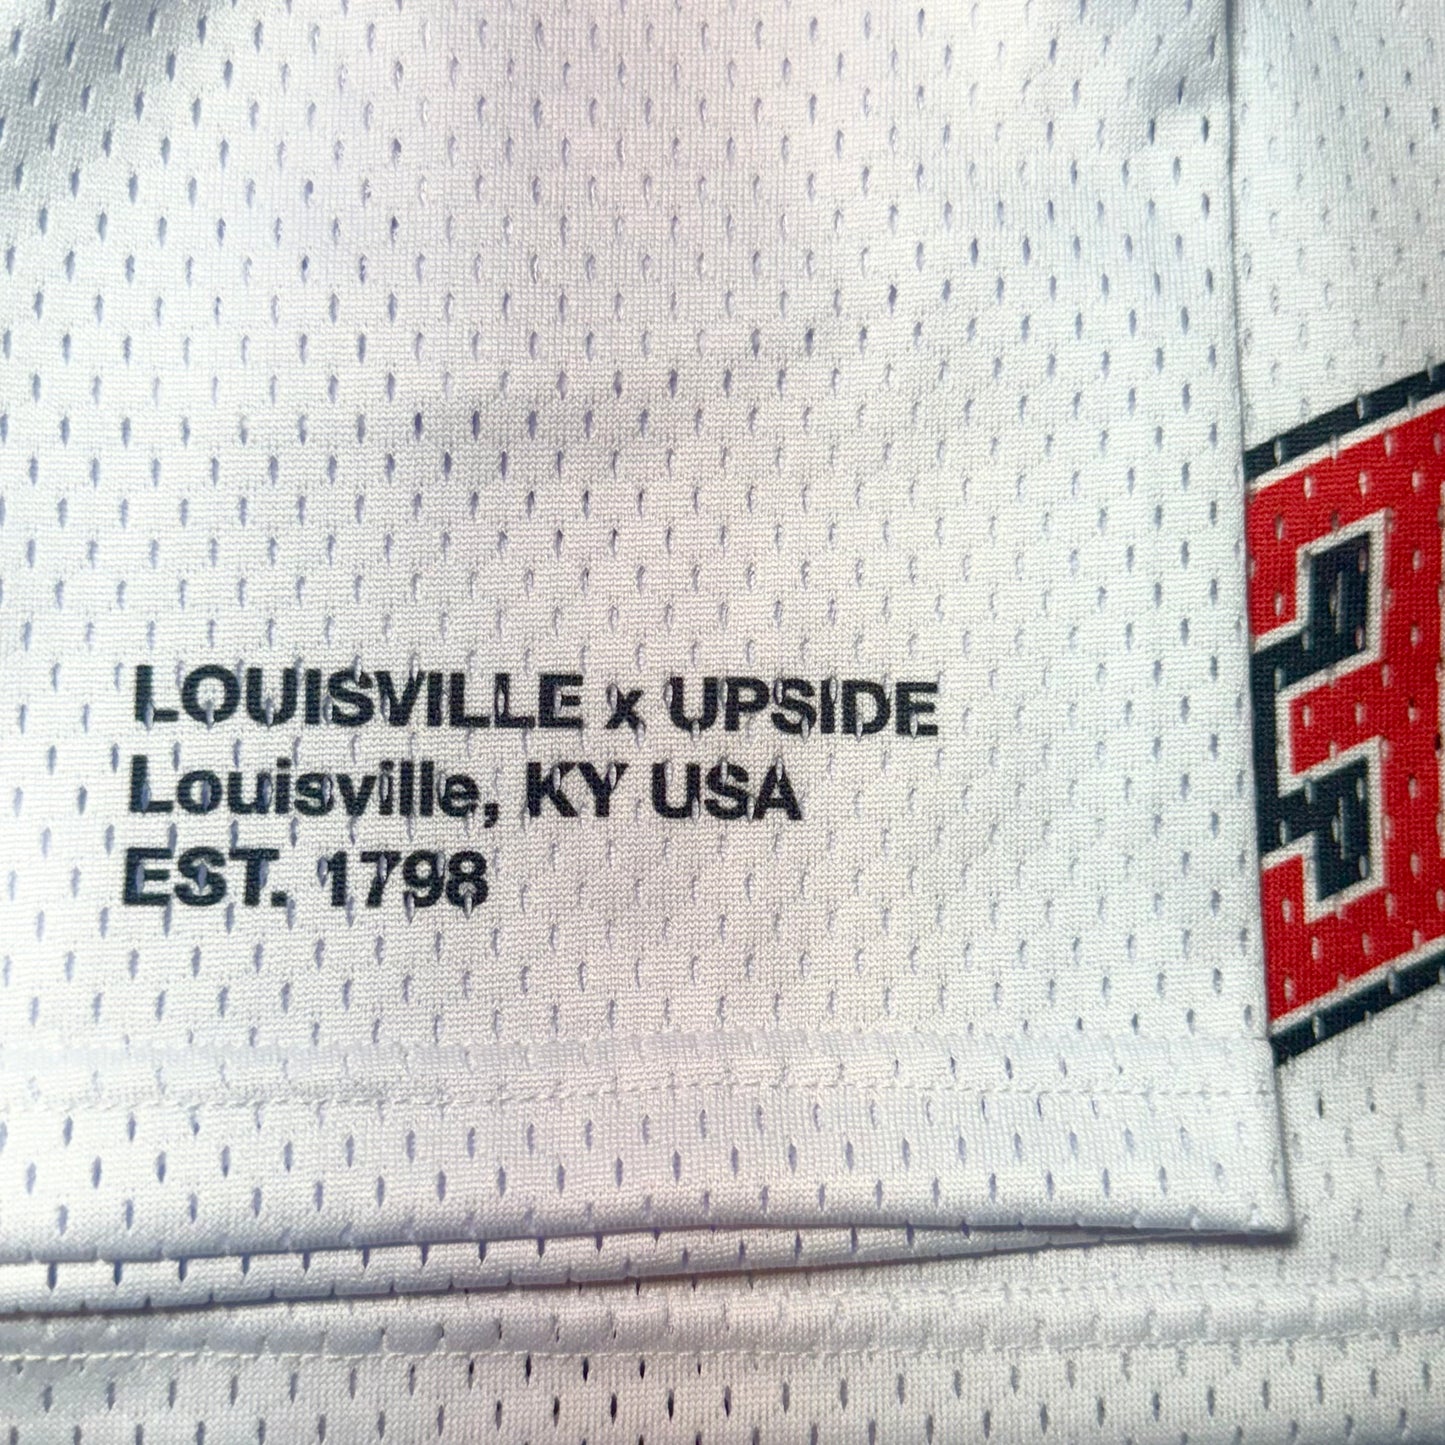 LOUISVILLE x UPSIDE
Louisville, KY USA
EST. 1798